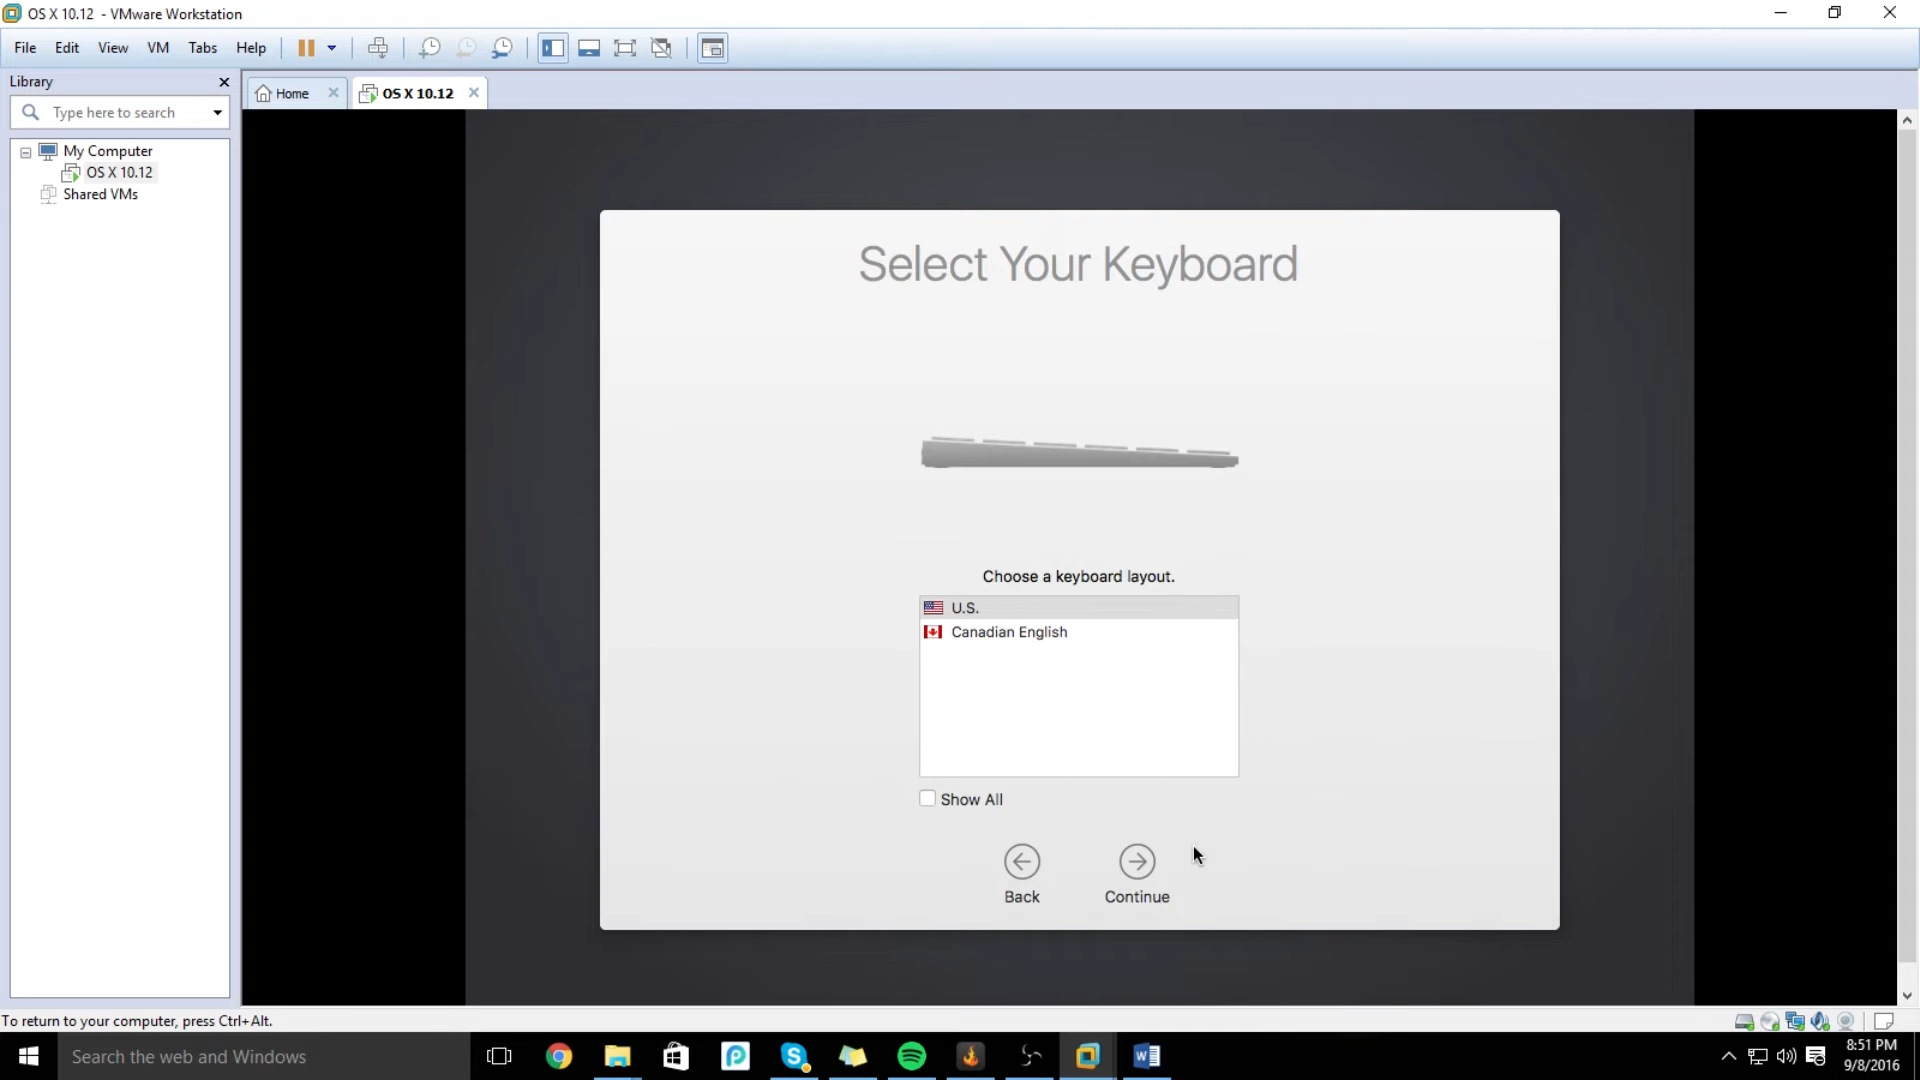 OS X 10.12 - VMware Workstation
File Edit View VM Tabs Help
Library
Type here to search
My Computer
OS X 10.12
Shared VMs
Home
OS X 10.12
Select Your Keyboard
Choose a keyboard layout.
U.S.
Canadian English
Show All
Back
Continue
To return to your computer, press Ctrl+Alt.
Search the web and Windows
8:51 PM
9/8/2016